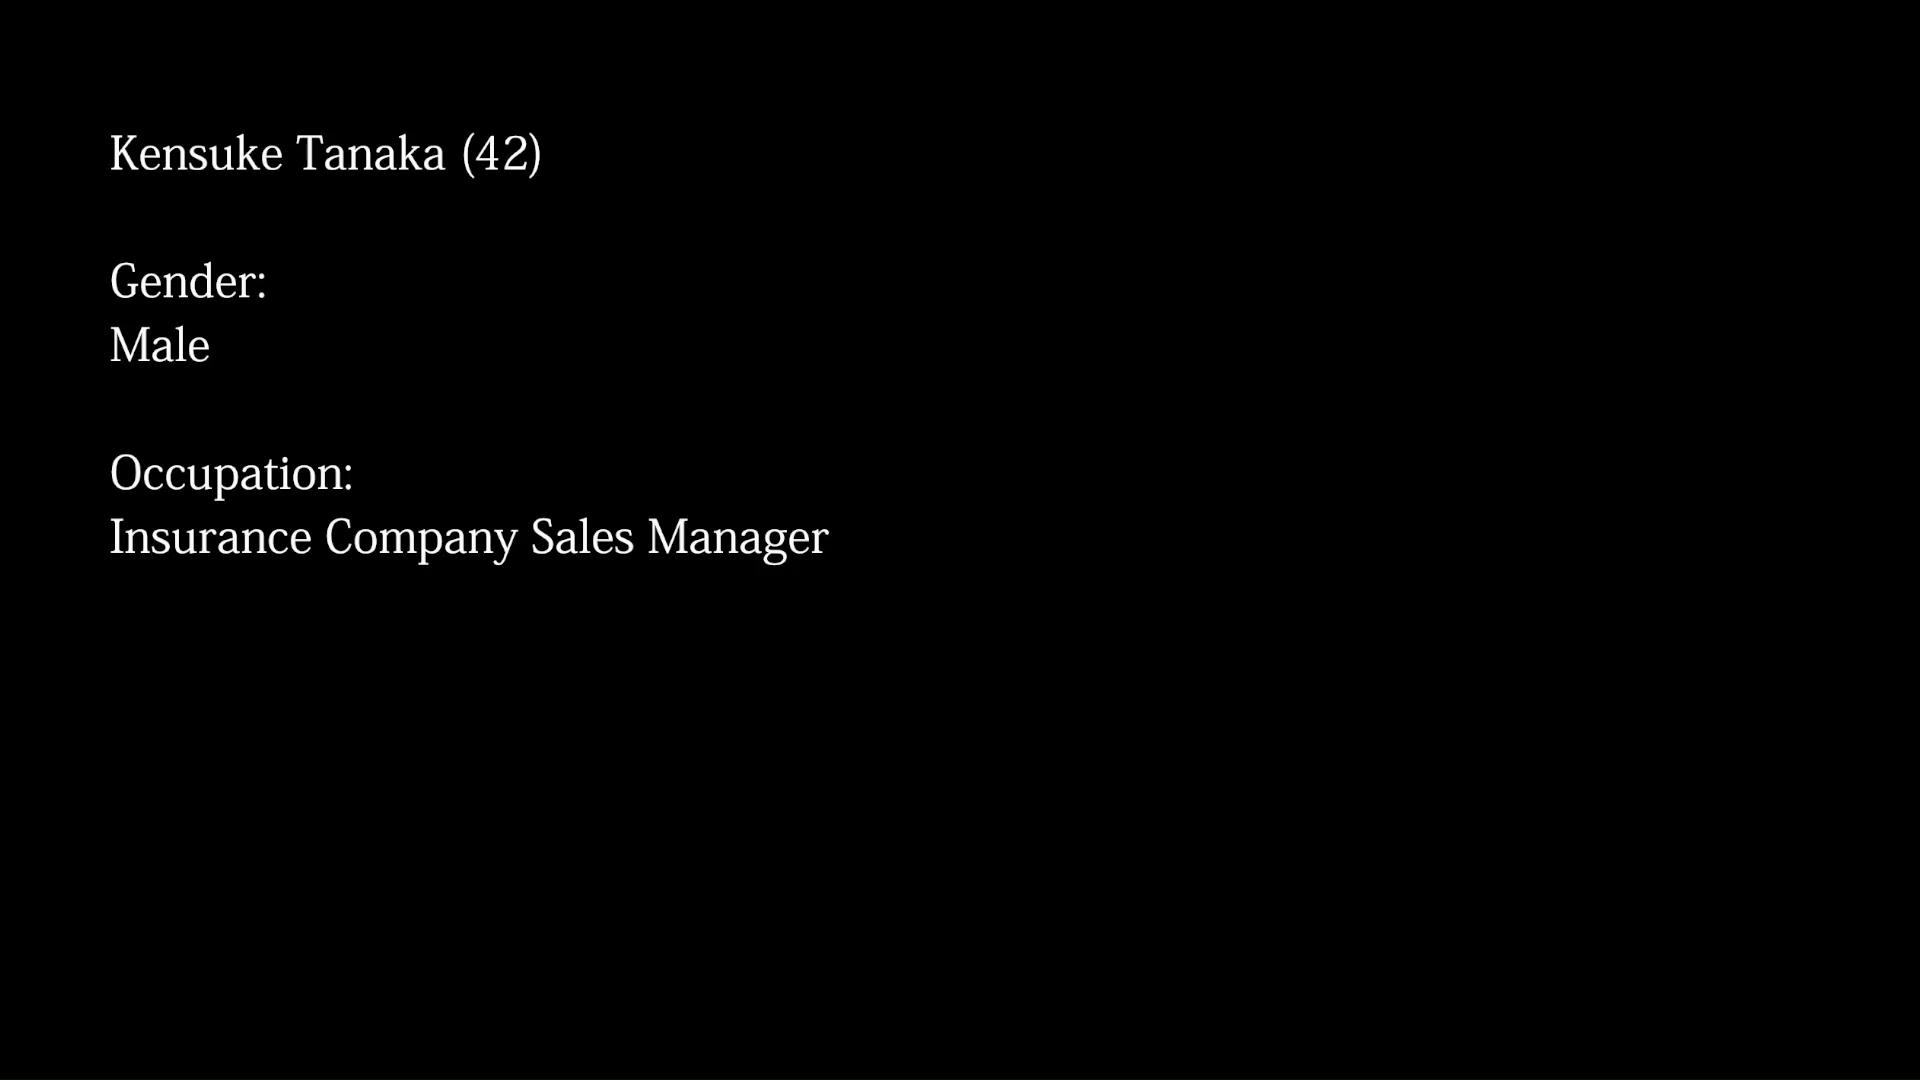 Kensuke Tanaka (42)
Gender:
Male
Occupation:
Insurance Company Sales Manager